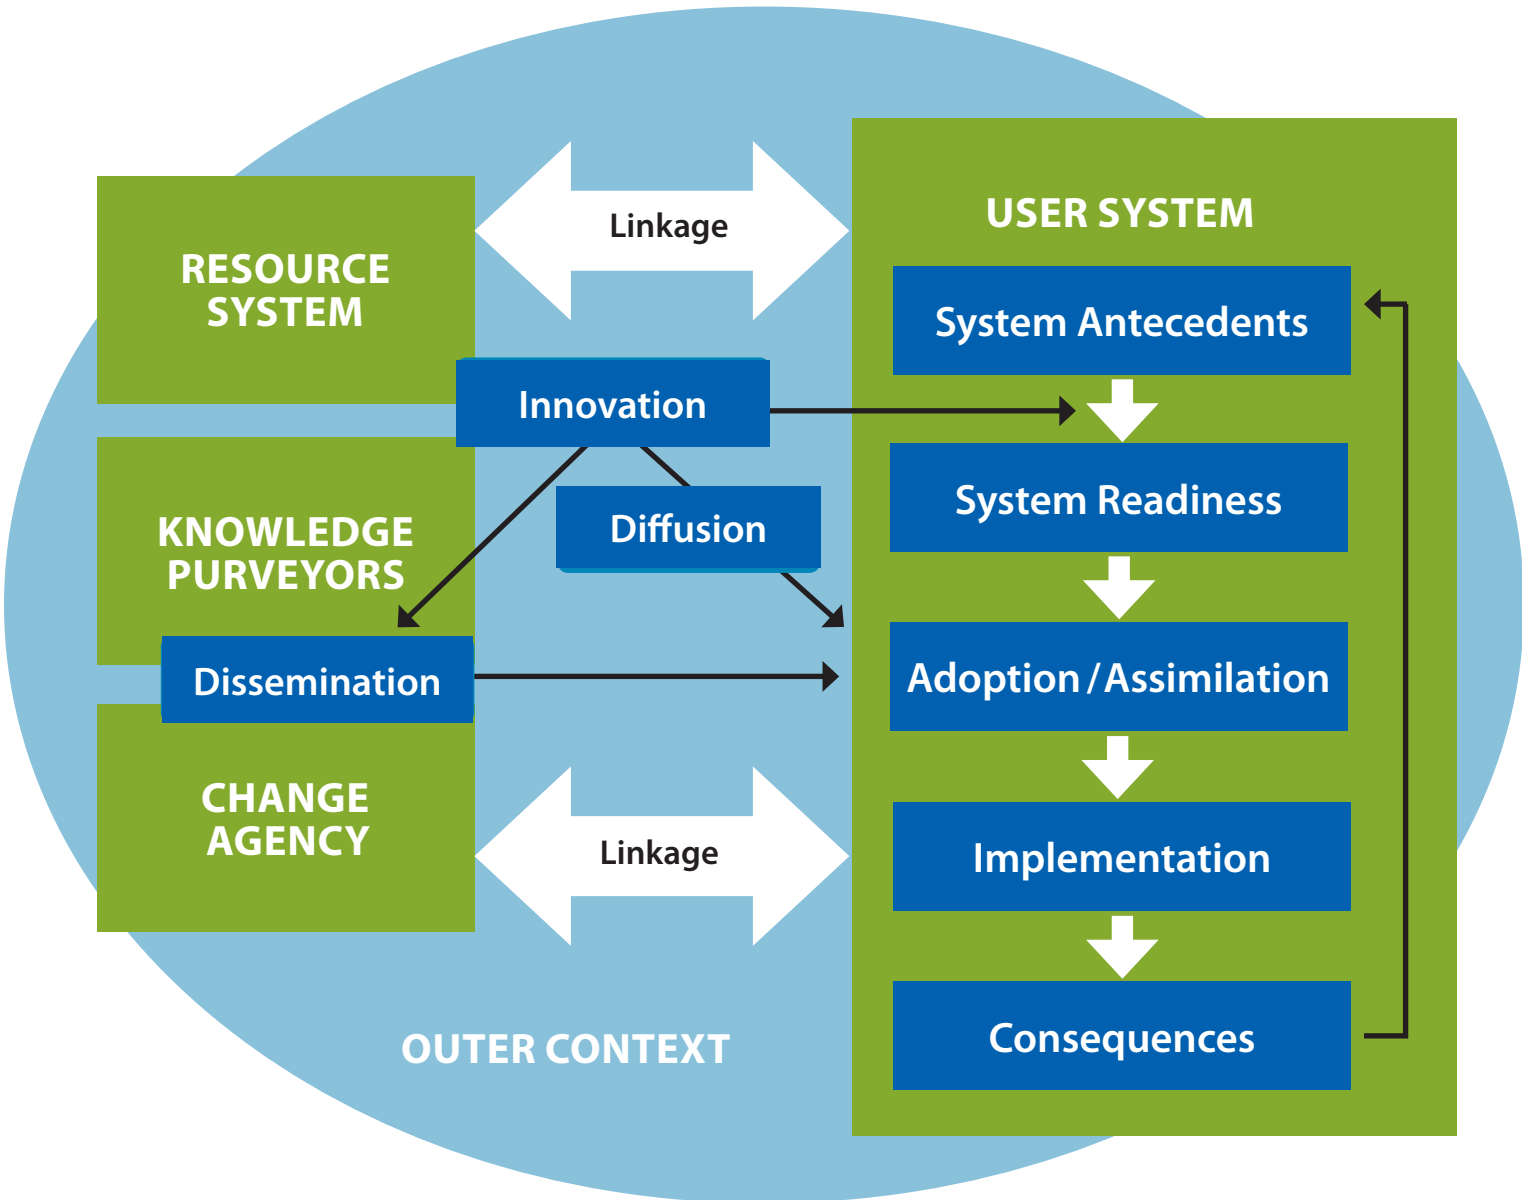 RESOURCE
SYSTEM
Linkage
USER SYSTEM
System Antecedents
Innovation
System Readiness
Diffusion
KNOWLEDGE
PURVEYORS
Dissemination
Adoption / Assimilation
CHANGE
AGENCY
Linkage
Implementation
Consequences
OUTER CONTEXT